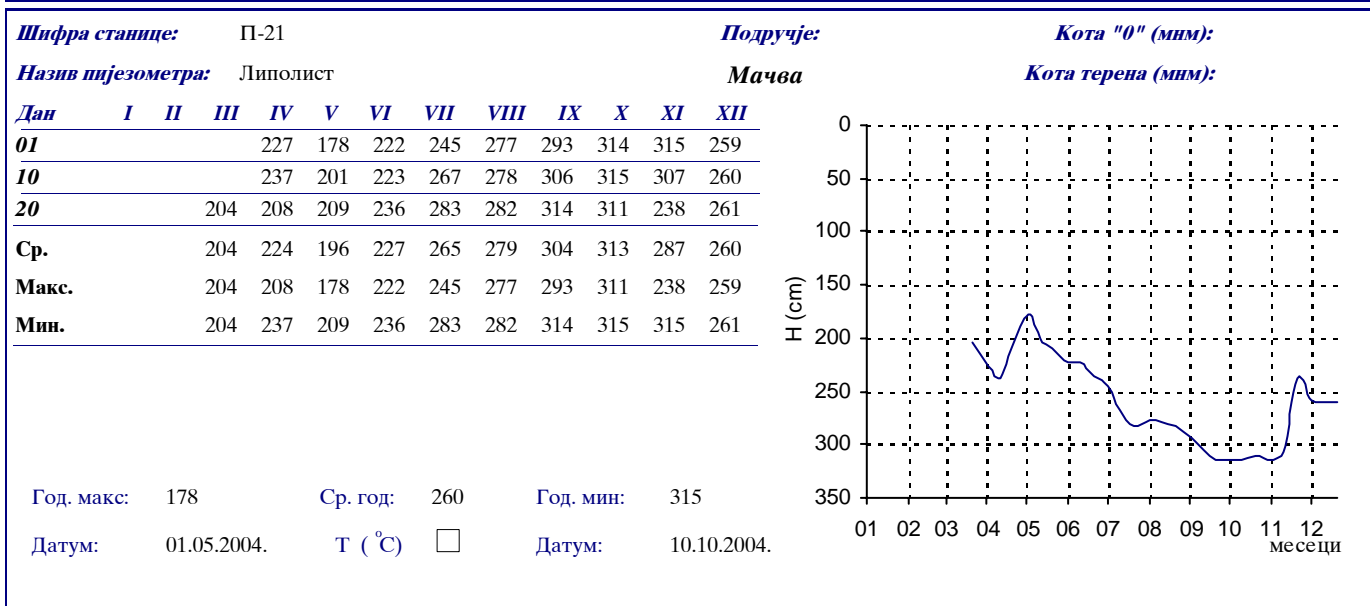 Шифра станице: П-21 Подручје: Кота "0" (мнм):
Назив пијезометра: Липолист Мачва Кота терена (мнм):
Дан I II III IV V VI VII VIII IX X XI XII
01 227 178 222 245 277 293 314 315 259
10 237 201 223 267 278 306 315 307 260
20 204 208 209 236 283 282 314 311 238 261
Ср. 204 224 196 227 265 279 304 313 287 260
Макс. 204 208 178 222 245 277 293 311 238 259
Мин. 204 237 209 236 283 282 314 315 315 261
Год. макс: 178 Ср. год: 260 Год. мин: 315
Датум: 01.05.2004. Т ( °C) Датум: 10.10.2004.
H (cm)
0
50
100
150
200
250
300
350
01 02 03 04 05 06 07 08 09 10 11 12
месеци